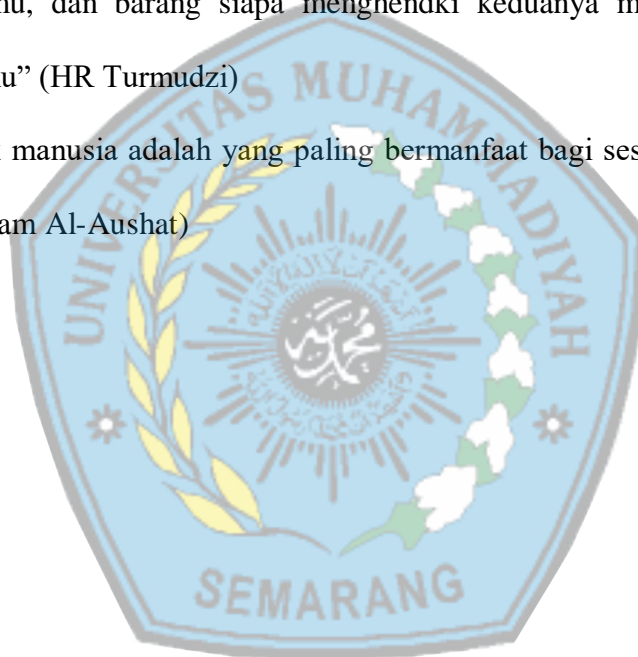 dan barang siapa menghendki keduanya
u” (HR Turmudzi)
manusia adalah yang paling bermanfaat bagi ses
am Al-Aushat)
UNIVERSITAS MUHAMMADIYAH
محمدية
SEMARANG